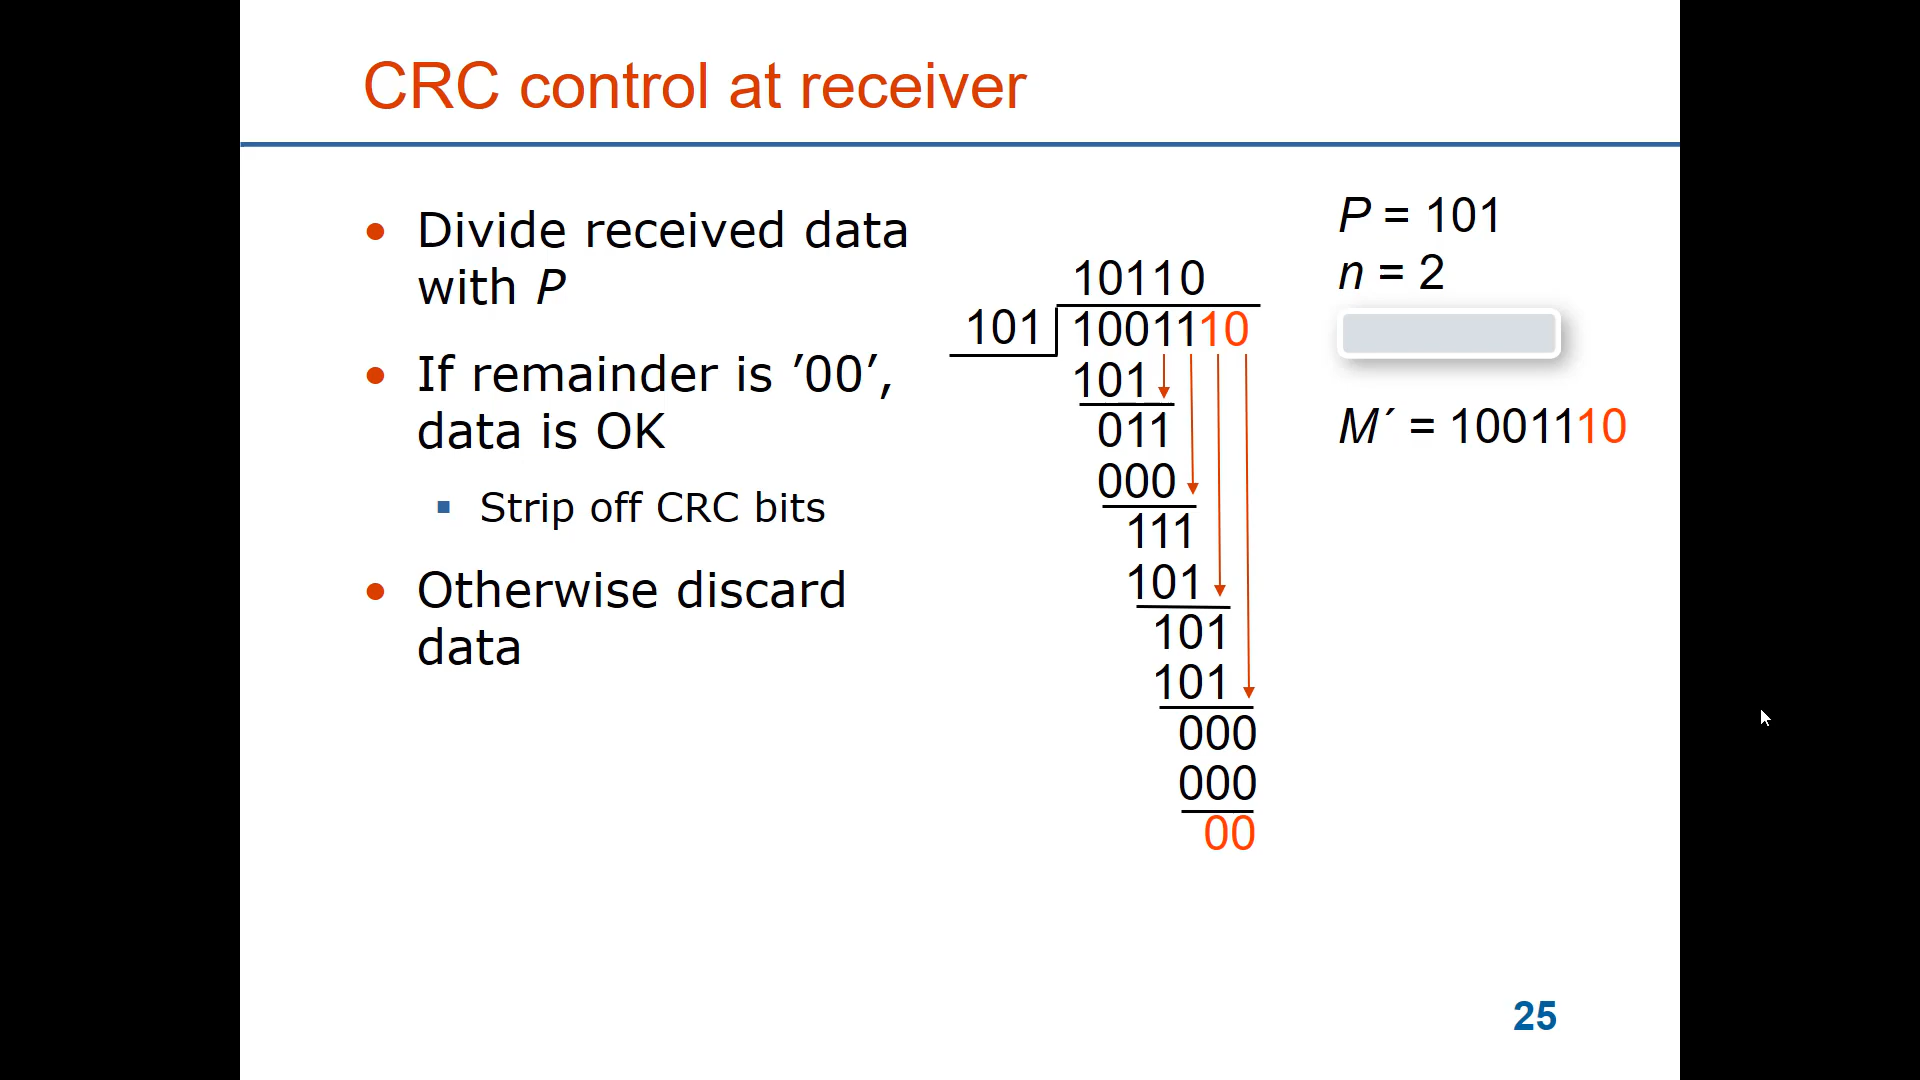 CRC control at receiver
• Divide received data
with P
• If remainder is ’00’,
data is OK
▪ Strip off CRC bits
• Otherwise discard
data
10110
101 1001110
101
011
000
111
101
101
101
000
000
00
P = 101
n = 2
M´ = 1001110
25